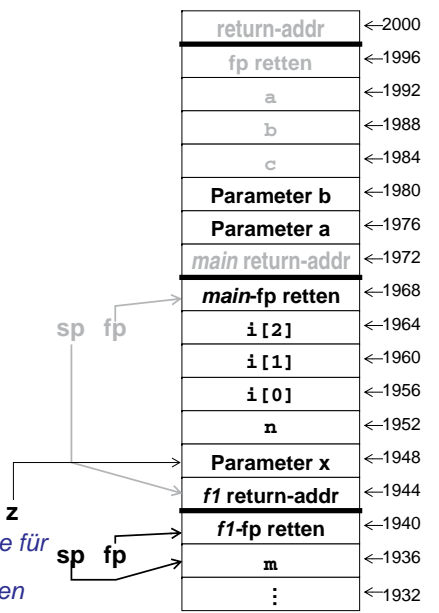 return-addr ←2000
fp retten ←1996
a ←1992
b ←1988
c ←1984
Parameter b ←1980
Parameter a ←1976
main return-addr ←1972
main-fp retten ←1968
sp fp i[2] ←1964
i[1] ←1960
i[0] ←1956
n ←1952
Parameter x ←1948
f1 return-addr ←1944
z
f1-fp retten ←1940
e für
sp fp m ←1936
en
⋮ ←1932